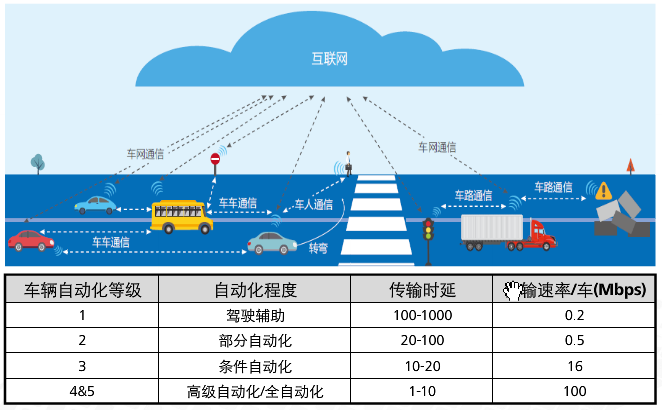 互联网
车网通信
车网通信
车车通信
车人通信
车路通信
车路通信
车车通信
转弯
车辆自动化等级 自动化程度 传输时延 输速率/车(Mbps)
1 驾驶辅助 100-1000 0.2
2 部分自动化 20-100 0.5
3 条件自动化 10-20 16
4&5 高级自动化/全自动化 1-10 100